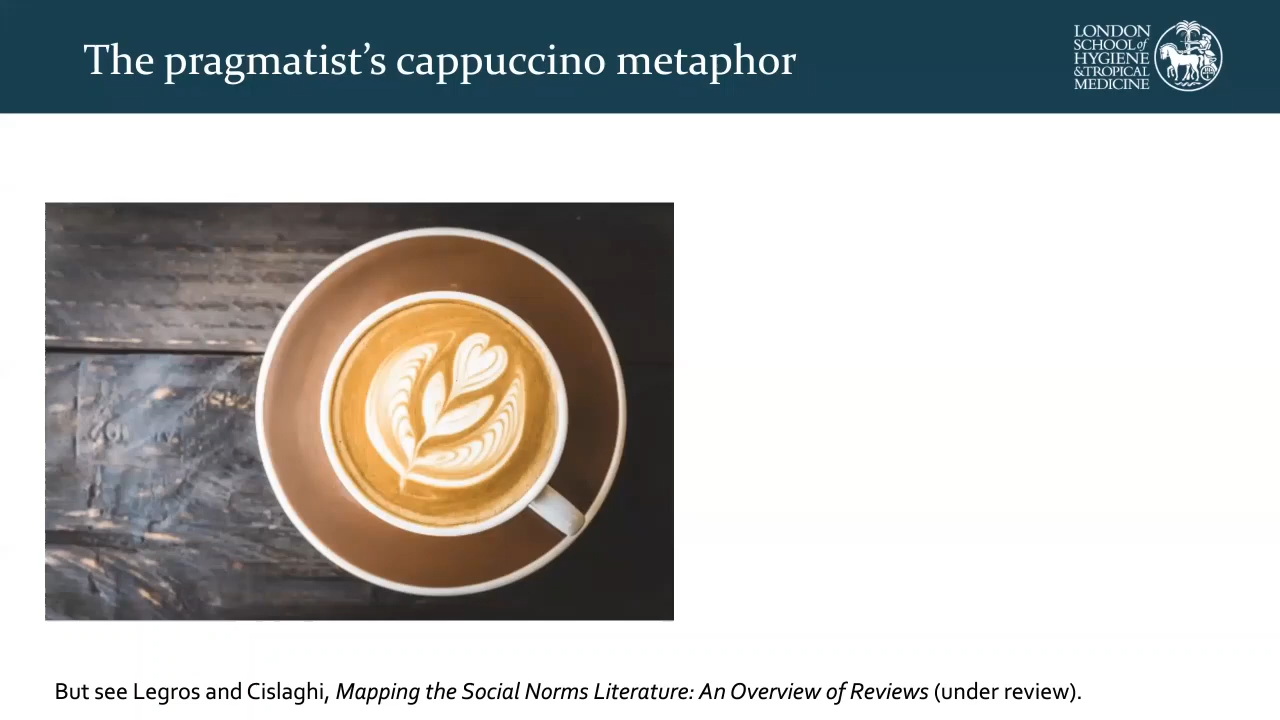 The pragmatist’s cappuccino metaphor
LONDON
SCHOOL of
HYGIENE
& TROPICAL
MEDICINE
But see Legros and Cislaghi, Mapping the Social Norms Literature: An Overview of Reviews (under review).